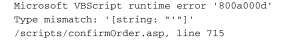 Microsoft VBScript runtime error '800a000d'
Type mismatch: '[string: "'"]'
/scripts/confirmOrder.asp, line 715